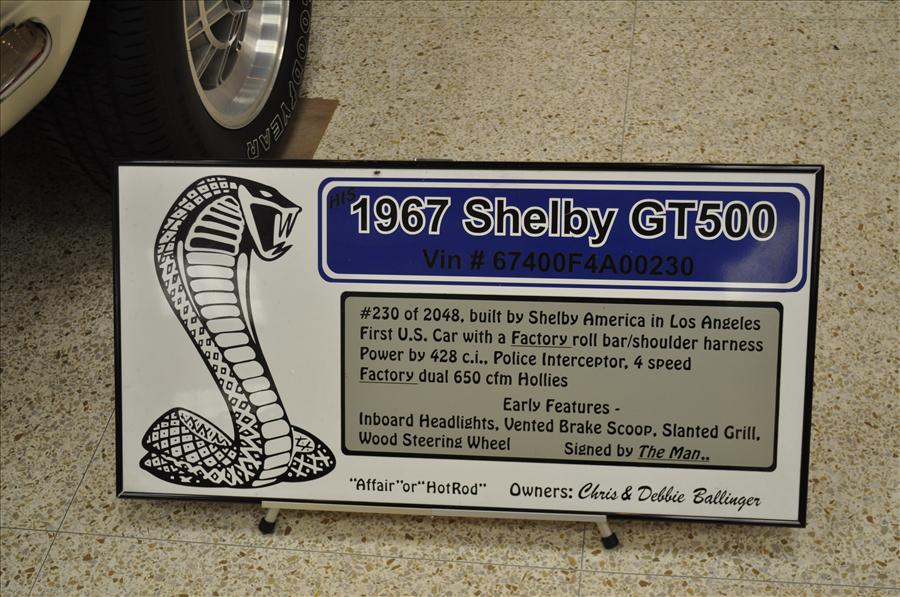 GOODYEAR
HIS
1967 Shelby GT500
Vin # 67400F4A00230
#230 of 2048, built by Shelby America in Los Angeles
First U.S. Car with a Factory roll bar/shoulder harness
Power by 428 c.i., Police Interceptor, 4 speed
Factory dual 650 cfm Hollies
Early Features -
Inboard Headlights, Vented Brake Scoop, Slanted Grill,
Wood Steering Wheel Signed by The Man..
"Affair"or"HotRod" Owners: Chris & Debbie Ballinger